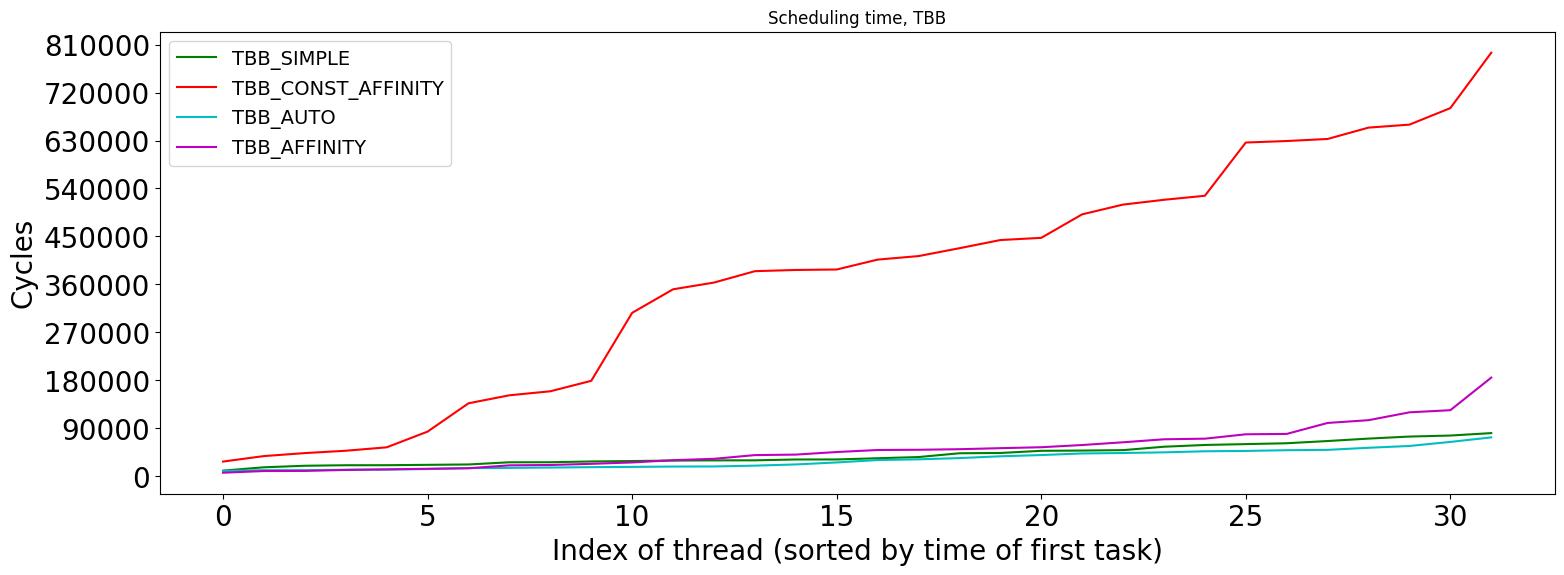 Scheduling time, TBB
TBB_SIMPLE
TBB_CONST_AFFINITY
TBB_AUTO
TBB_AFFINITY
Cycles
810000
720000
630000
540000
450000
360000
270000
180000
90000
0
0 5 10 15 20 25 30
Index of thread (sorted by time of first task)